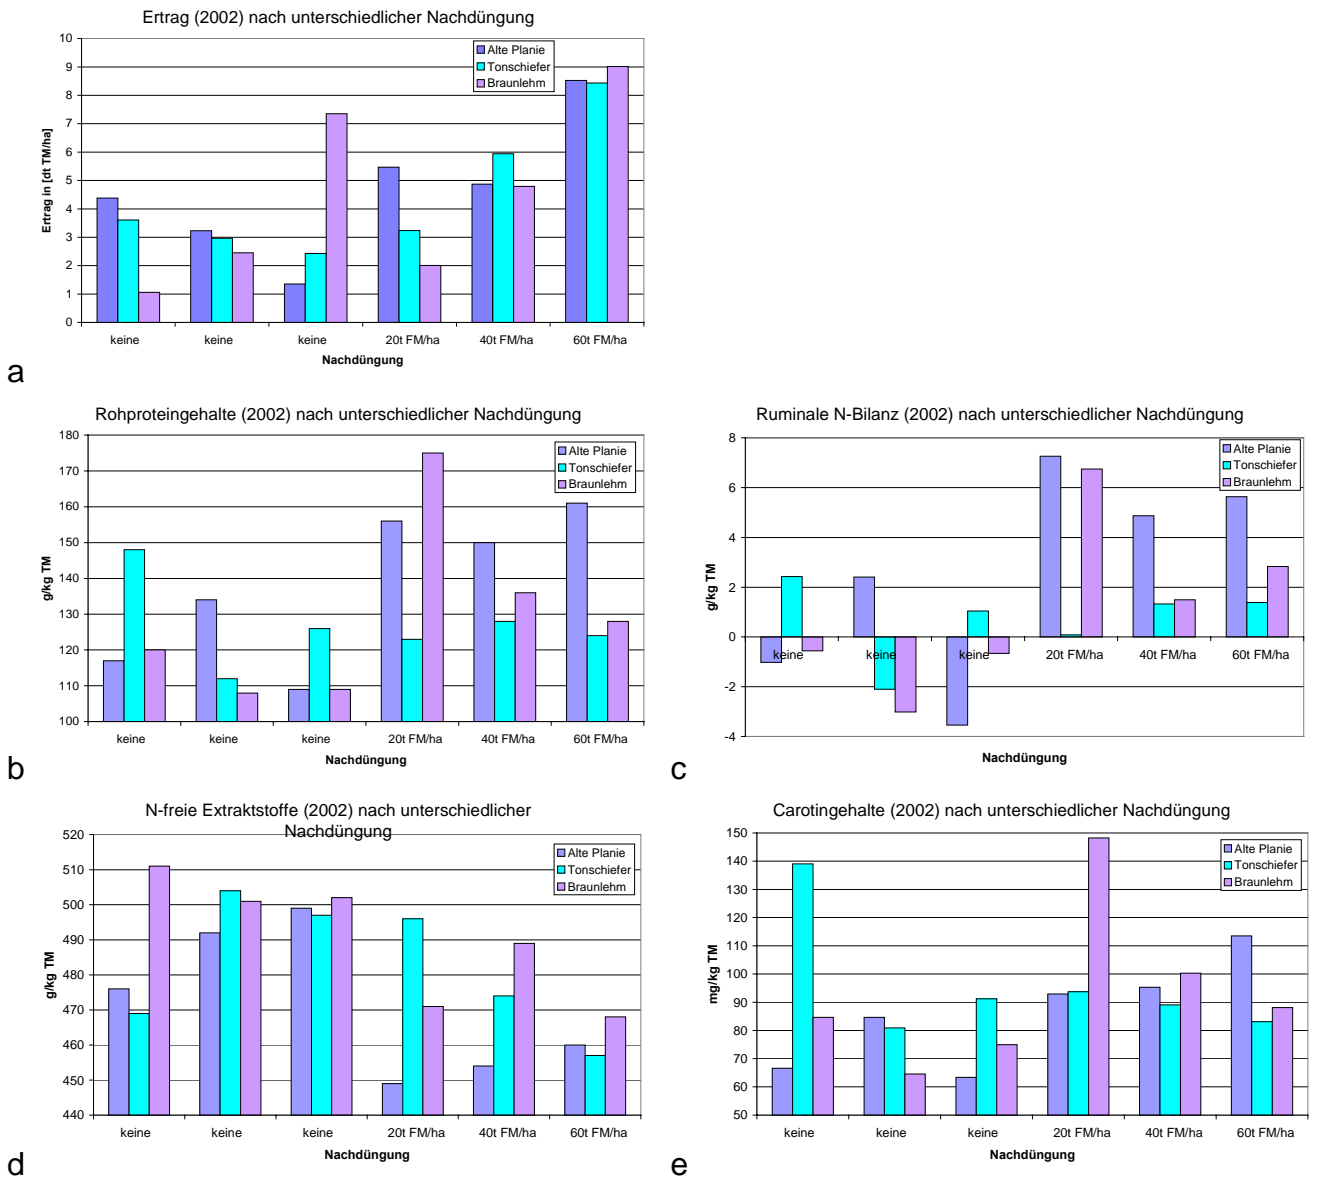 Ertrag (2002) nach unterschiedlicher Nachdüngung
10
9
8
7
6
5
4
3
2
1
0
Ertrag in [dt TM/ha]
Alte Planie
Tonschiefer
Braunlehm
keine keine keine 20t FM/ha 40t FM/ha 60t FM/ha
Nachdüngung
a
Rohproteingehalte (2002) nach unterschiedlicher Nachdüngung
180
170
160
150
140
130
120
110
100
g/kg TM
Alte Planie
Tonschiefer
Braunlehm
keine keine keine 20t FM/ha 40t FM/ha 60t FM/ha
Nachdüngung
b
Ruminale N-Bilanz (2002) nach unterschiedlicher Nachdüngung
8
6
4
2
0
-2
-4
g/kg TM
Alte Planie
Tonschiefer
Braunlehm
keine keine keine 20t FM/ha 40t FM/ha 60t FM/ha
Nachdüngung
c
N-freie Extraktstoffe (2002) nach unterschiedlicher
Nachdüngung
520
510
500
490
480
470
460
450
440
g/kg TM
Alte Planie
Tonschiefer
Braunlehm
keine keine keine 20t FM/ha 40t FM/ha 60t FM/ha
Nachdüngung
d
Carotingehalte (2002) nach unterschiedlicher Nachdüngung
150
140
130
120
110
100
90
80
70
60
50
mg/kg TM
Alte Planie
Tonschiefer
Braunlehm
keine keine keine 20t FM/ha 40t FM/ha 60t FM/ha
Nachdüngung
e